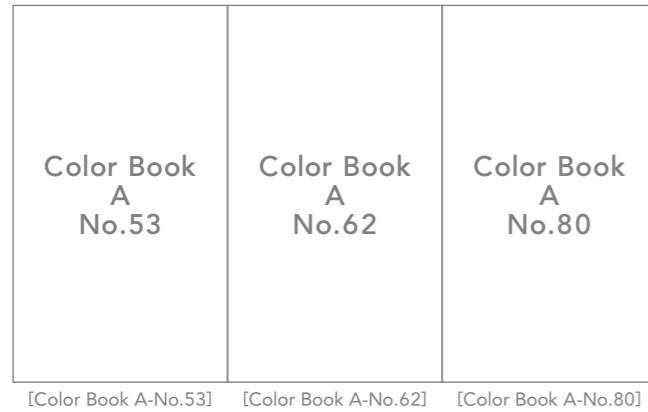 Color Book
A
No.53
Color Book
A
No.62
Color Book
A
No.80
[Color Book A-No.53]
[Color Book A-No.62]
[Color Book A-No.80]